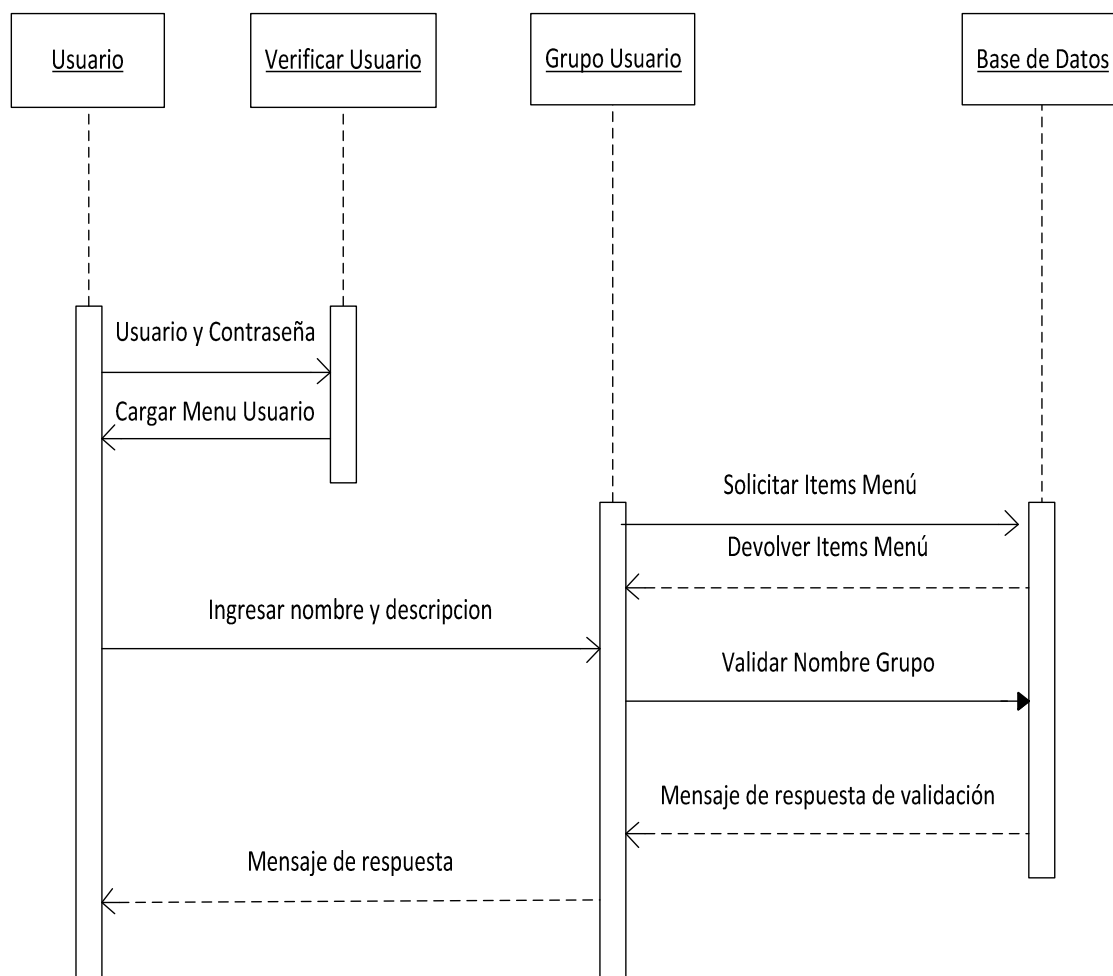 Usuario
Verificar Usuario
Grupo Usuario
Base de Datos
Usuario y Contraseña
Cargar Menu Usuario
Solicitar Items Menú
Devolver Items Menú
Ingresar nombre y descripcion
Validar Nombre Grupo
Mensaje de respuesta de validación
Mensaje de respuesta